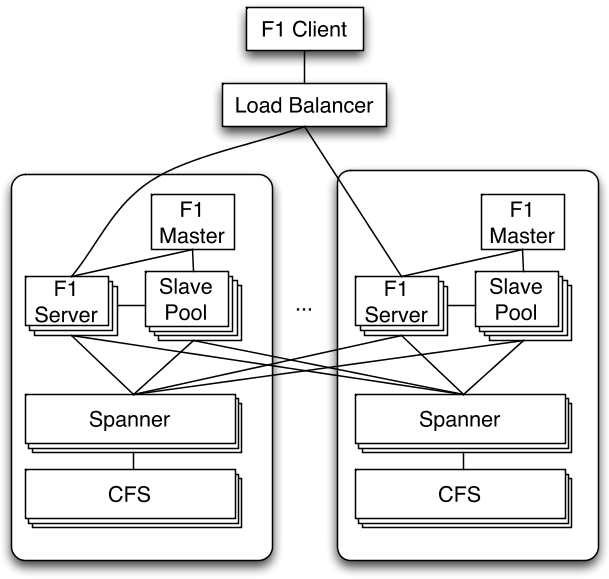 F1 Client
Load Balancer
F1
Master
F1
Server
Slave
Pool
Spanner
CFS
...
F1
Master
F1
Server
Slave
Pool
Spanner
CFS